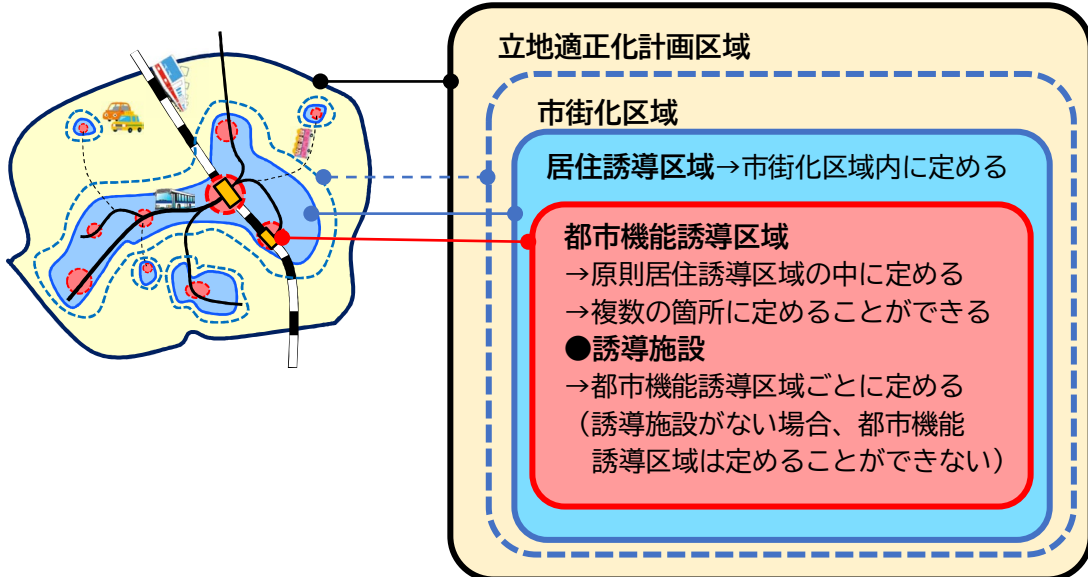 立地適正化計画区域
市街化区域
居住誘導区域→市街化区域内に定める
都市機能誘導区域
→原則居住誘導区域の中に定める
→複数の箇所に定めることができる
●誘導施設
→都市機能誘導区域ごとに定める
（誘導施設がない場合、都市機能
誘導区域は定めることができない）